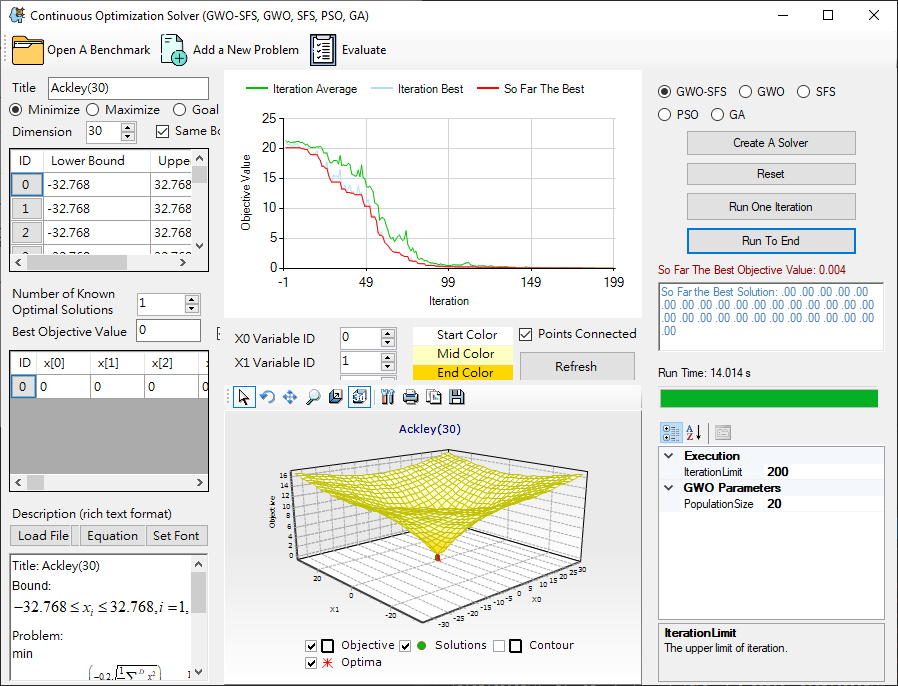 Continuous Optimization Solver (GWO-SFS, GWO, SFS, PSO, GA)
Open A Benchmark
Add a New Problem
Evaluate
Title
Ackley(30)
Minimize
Maximize
Goal
Dimension
30
Same Bo
ID
Lower Bound
Upper
0
-32.768
32.768
1
-32.768
32.768
2
-32.768
32.768
Number of Known
Optimal Solutions
1
Best Objective Value
0
ID
x[0]
x[1]
x[2]
0
0
0
0
0
Description (rich text format)
Load File
Equation
Set Font
Title: Ackley(30)
Bound:
−32.768 ≤ xᵢ ≤ 32.768, i = 1,
Problem:
min
Iteration Average
Iteration Best
So Far The Best
25
20
15
10
5
0
Objective Value
-1
49
99
149
199
Iteration
X0 Variable ID
0
X1 Variable ID
1
Start Color
Mid Color
End Color
Points Connected
Refresh
Ackley(30)
16
14
12
10
8
6
4
2
0
Objective
20
0
-20
X1
-30
-25
-20
-15
-10
-5
0
5
10
15
20
25
30
X0
Objective
Solutions
Contour
Optima
GWO-SFS
GWO
SFS
PSO
GA
Create A Solver
Reset
Run One Iteration
Run To End
So Far The Best Objective Value: 0.004
So Far the Best Solution: .00 .00 .00 .00
.00 .00 .00 .00 .00 .00 .00 .00 .00 .00 .00 .00
.00 .00 .00 .00 .00 .00 .00 .00 .00 .00 .00 .00
.00
Run Time: 14.014 s
Execution
IterationLimit
200
GWO Parameters
PopulationSize
20
IterationLimit
The upper limit of iteration.